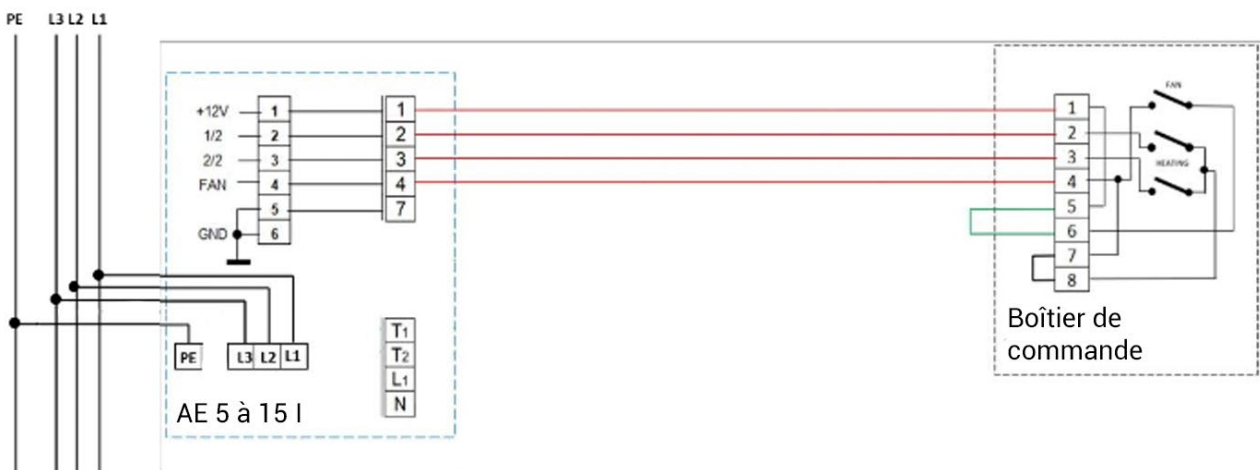 PE L3 L2 L1
+12V 1 1 1 FAN
1/2 2 2 2
2/2 3 3 3 HEATING
FAN 4 4 4
5 7 5
GND 6 6
7
8
Boîtier de
commande
PE L3 L2 L1
T1
T2
L1
N
AE 5 à 15 I